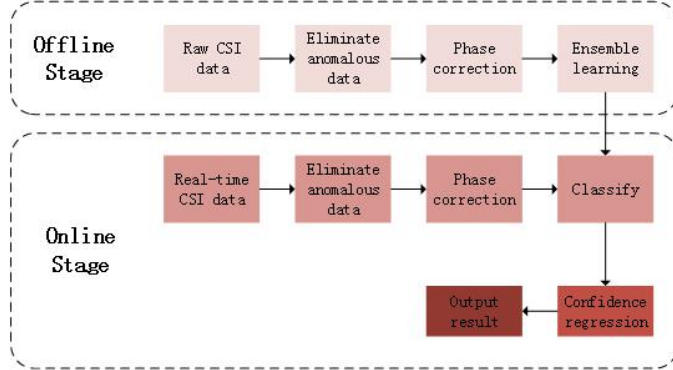 Offline
Stage
Raw CSI
data
Eliminate
anomalous
data
Phase
correction
Ensemble
learning
Online
Stage
Real-time
CSI data
Eliminate
anomalous
data
Phase
correction
Classify
Output
result
Confidence
regression